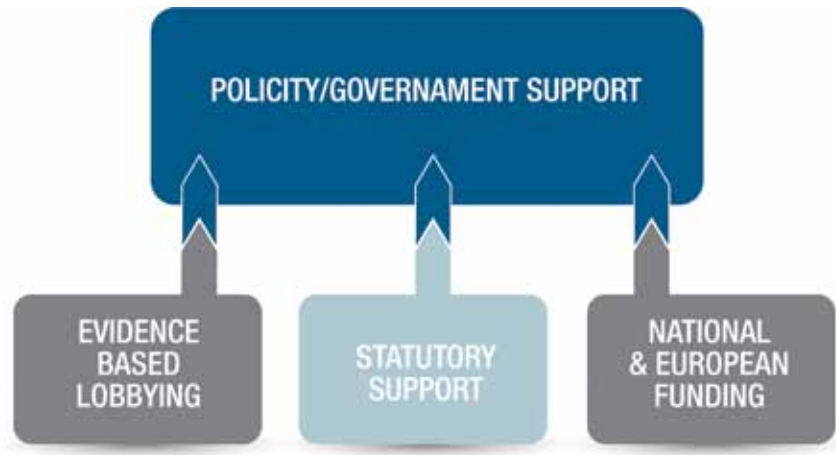 POLICITY/GOVERNAMENT SUPPORT
EVIDENCE
BASED
LOBBYING
STATUTORY
SUPPORT
NATIONAL
& EUROPEAN
FUNDING